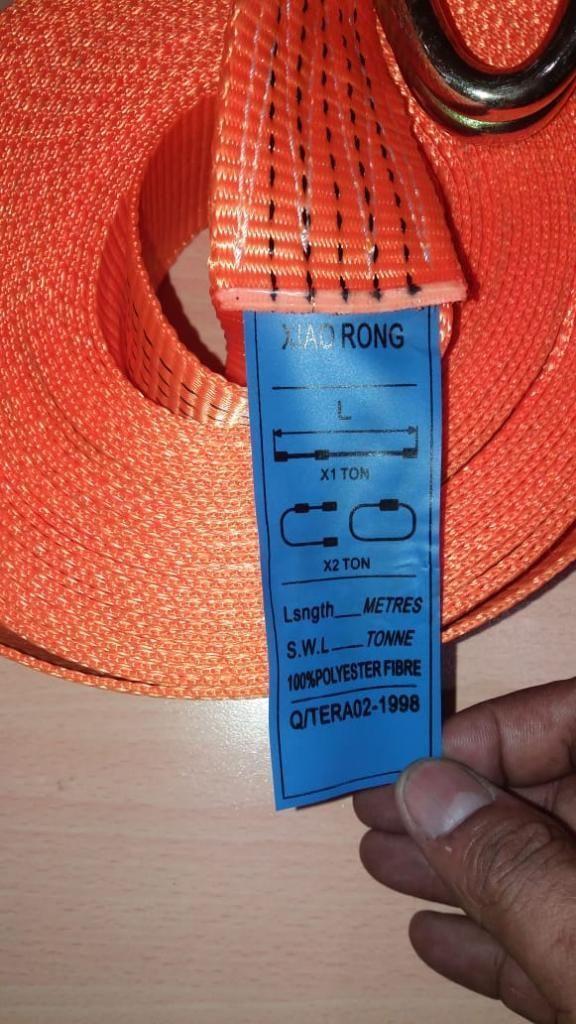 XIAO RONG
L
X1 TON
X2 TON
Lsngth___METRES
S.W.L___TONNE
100%POLYESTER FIBRE
Q/TERA02-1998